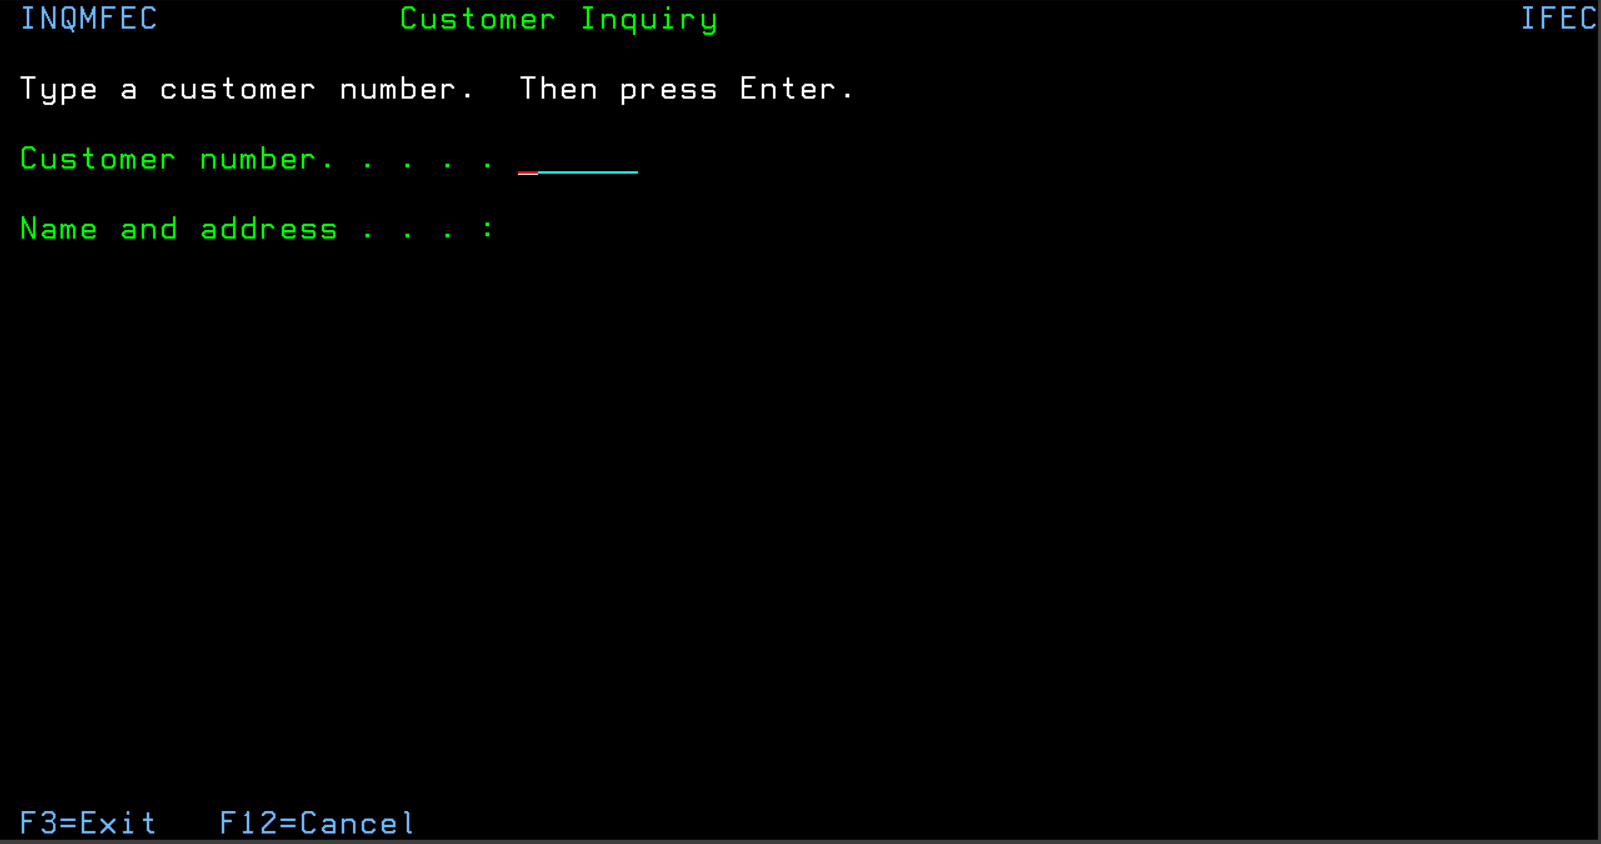 INQMFEC Customer Inquiry IFEC
Type a customer number. Then press Enter.
Customer number. . . . . ______
Name and address . . . :
F3=Exit F12=Cancel